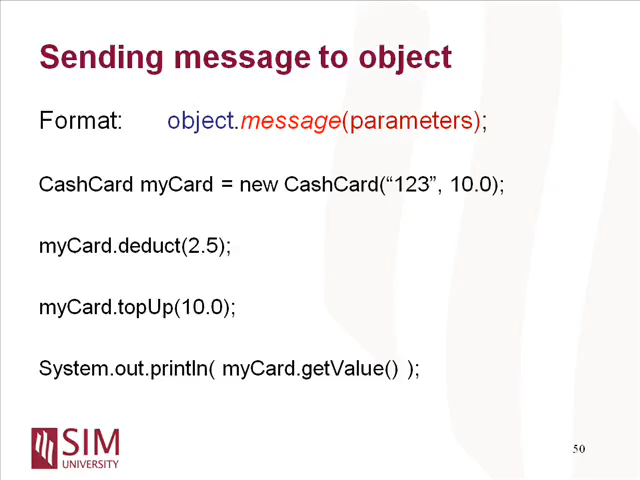 Sending message to object
Format: object.message(parameters);
CashCard myCard = new CashCard(“123”, 10.0);
myCard.deduct(2.5);
myCard.topUp(10.0);
System.out.println( myCard.getValue() );
SIM
UNIVERSITY
50